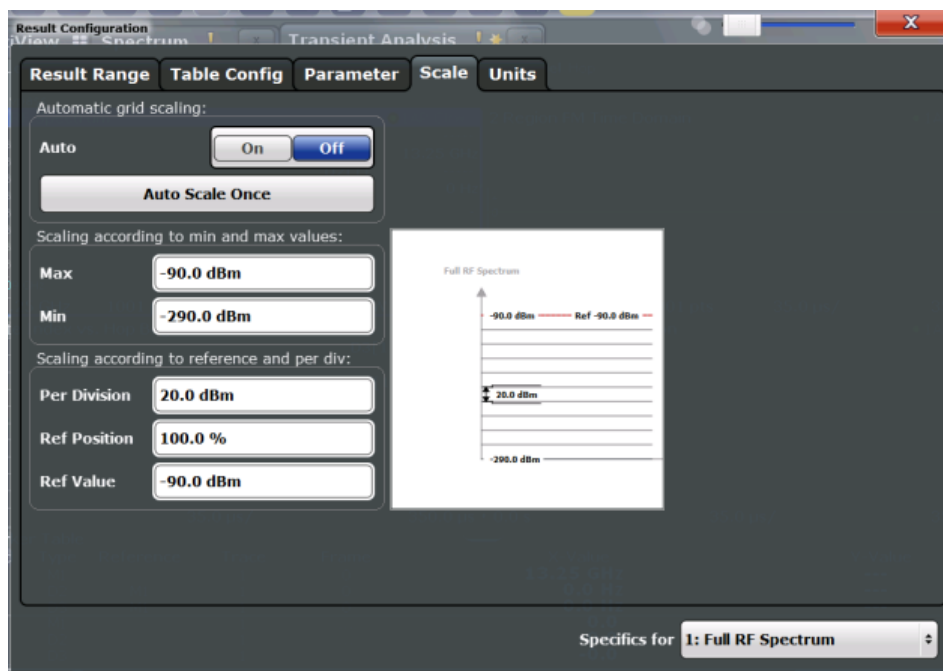 Result Configuration
View Spectrum ! x Transient Analysis ! x
X
Result Range Table Config Parameter Scale Units
Automatic grid scaling:
Auto On Off
Auto Scale Once
Scaling according to min and max values:
Max -90.0 dBm
Min -290.0 dBm
Scaling according to reference and per div:
Per Division 20.0 dBm
Ref Position 100.0 %
Ref Value -90.0 dBm
Full RF Spectrum
-90.0 dBm Ref -90.0 dBm
20.0 dBm
-290.0 dBm
Specifics for 1: Full RF Spectrum